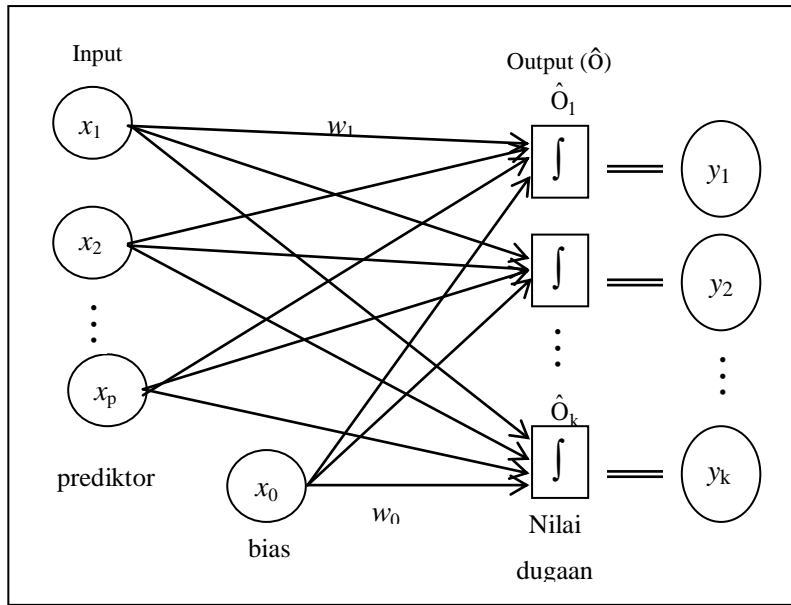 Input
Output (Ô)
Ô₁
x₁
w₁
∫
y₁
x₂
∫
y₂
⋮
⋮
⋮
Ôₖ
xₚ
∫
yₖ
prediktor
x₀
w₀
bias
Nilai
dugaan